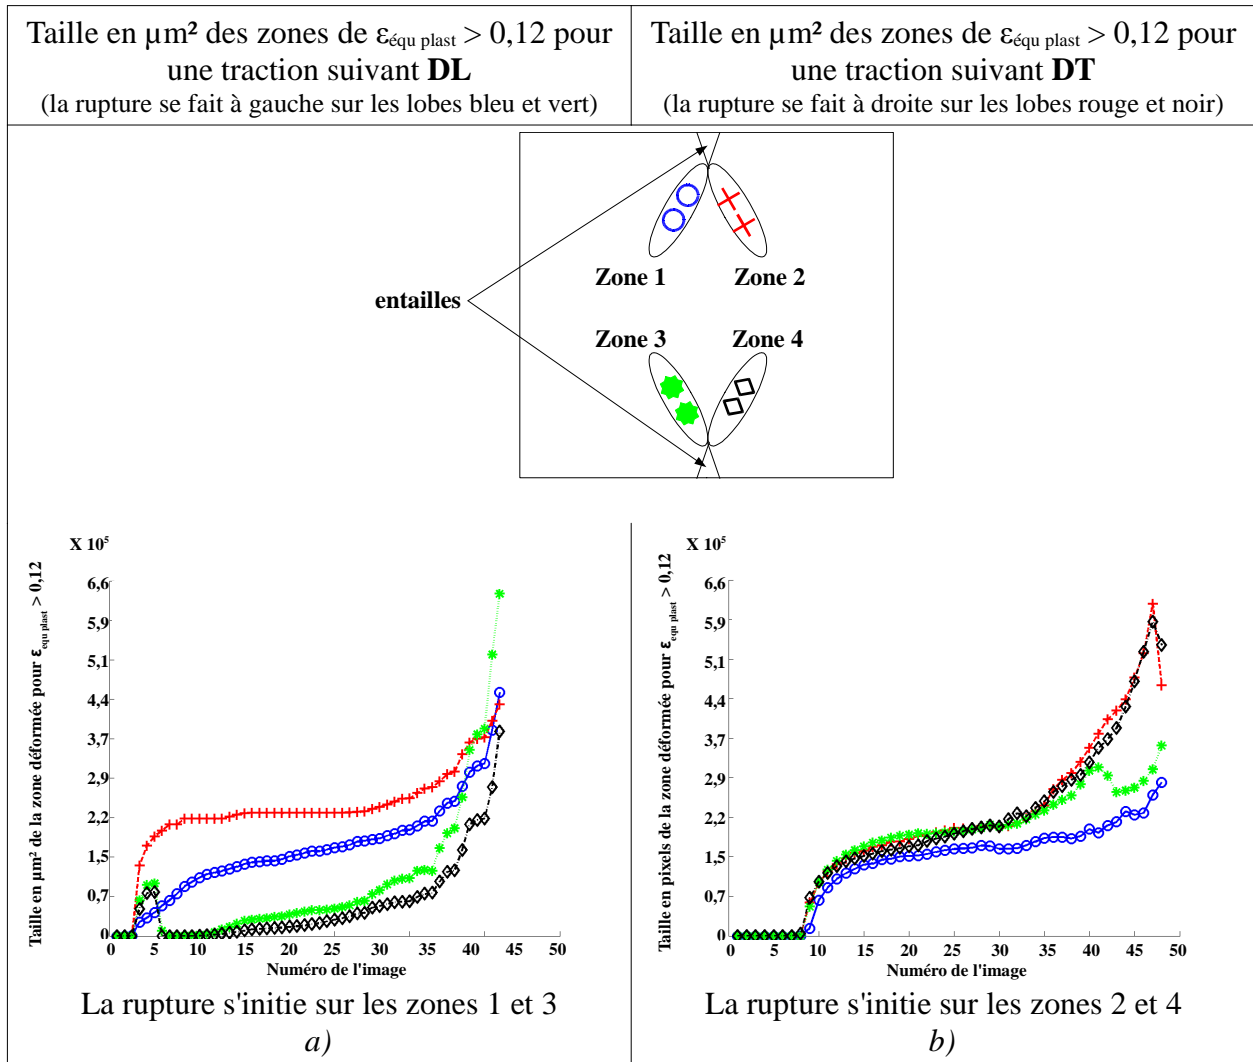 Taille en µm² des zones de εéqu plast > 0,12 pour
une traction suivant DL
(la rupture se fait à gauche sur les lobes bleu et vert)
Taille en µm² des zones de εéqu plast > 0,12 pour
une traction suivant DT
(la rupture se fait à droite sur les lobes rouge et noir)
Zone 1
Zone 2
entailles
Zone 3
Zone 4
X 10⁵
Taille en µm² de la zone déformée pour εequ plast > 0,12
6,6
5,9
5,1
4,4
3,7
2,9
2,2
1,5
0,7
0
0 5 10 15 20 25 30 35 40 45 50
Numéro de l'image
La rupture s'initie sur les zones 1 et 3
a)
X 10⁵
Taille en pixels de la zone déformée pour εequ plast > 0,12
6,6
5,9
5,1
4,4
3,7
2,9
2,2
1,5
0,7
0
0 5 10 15 20 25 30 35 40 45 50
Numéro de l'image
La rupture s'initie sur les zones 2 et 4
b)